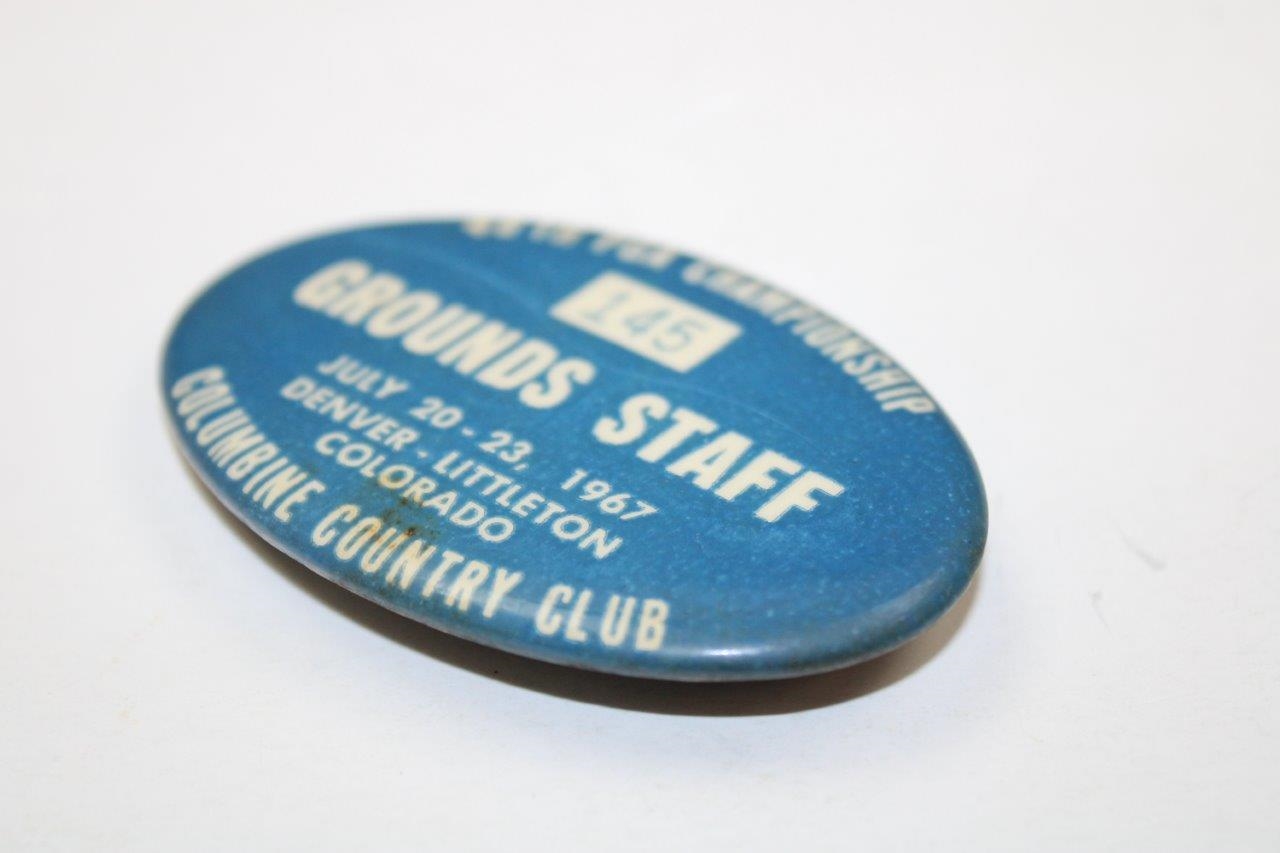 PGA CHAMPIONSHIP
145
GROUNDS STAFF
JULY 20 - 23, 1967
DENVER - LITTLETON
COLORADO
COLUMBINE COUNTRY CLUB